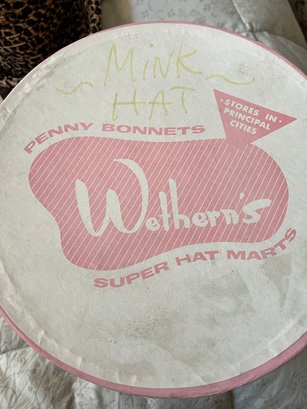 ~ MINK ~
HAT
PENNY BONNETS
STORES IN
PRINCIPAL
CITIES
Wethern's
SUPER HAT MARTS